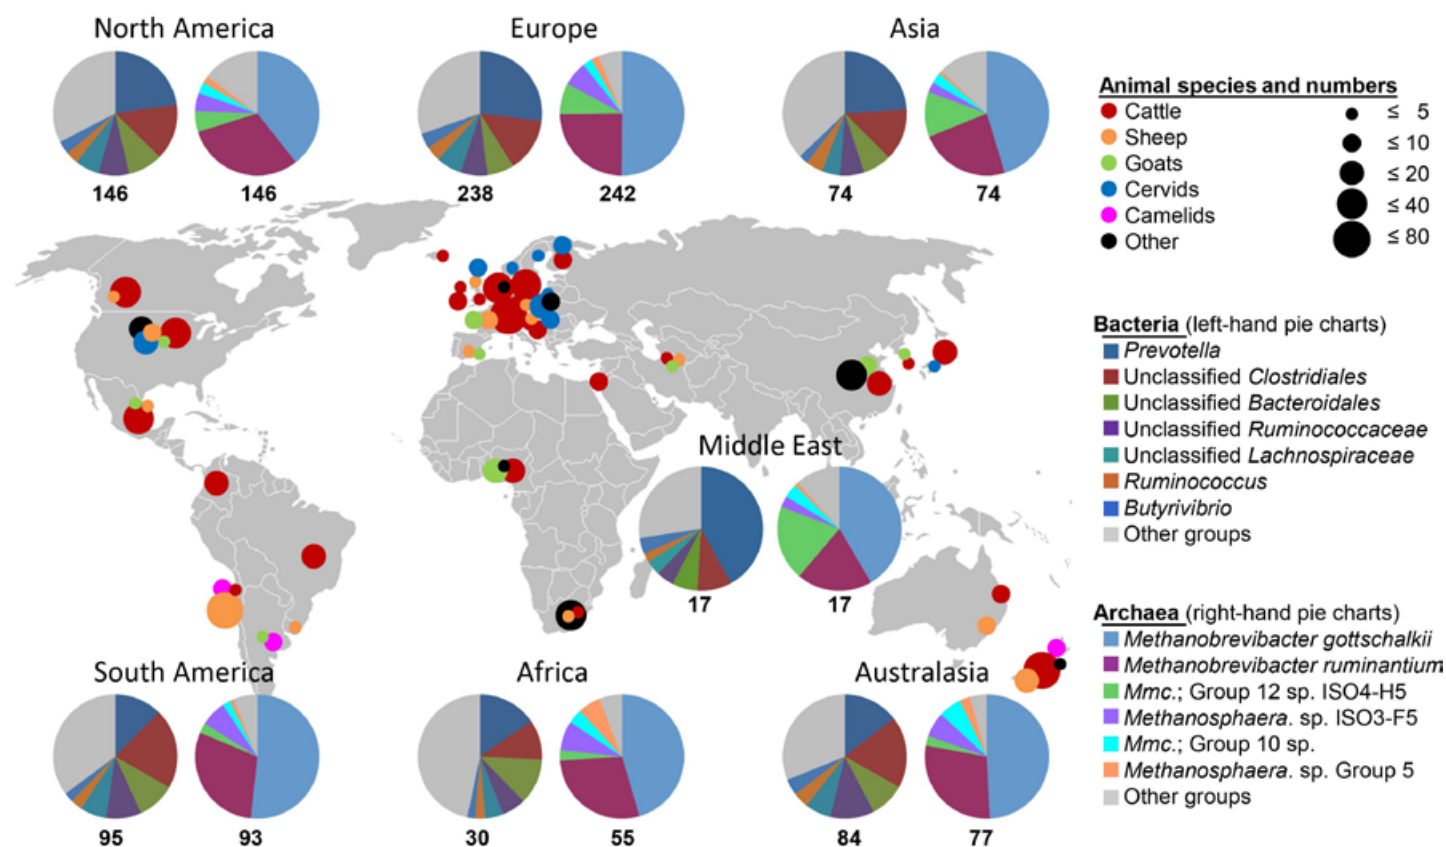 North America
Europe
Asia
146
146
238
242
74
74
Animal species and numbers
Cattle
Sheep
Goats
Cervids
Camelids
Other
≤ 5
≤ 10
≤ 20
≤ 40
≤ 80
Bacteria (left-hand pie charts)
Prevotella
Unclassified Clostridiales
Unclassified Bacteroidales
Unclassified Ruminococcaceae
Unclassified Lachnospiraceae
Ruminococcus
Butyrivibrio
Other groups
Middle East
17
17
Archaea (right-hand pie charts)
Methanobrevibacter gottschalkii
Methanobrevibacter ruminantium
Mmc.; Group 12 sp. ISO4-H5
Methanosphaera. sp. ISO3-F5
Mmc.; Group 10 sp.
Methanosphaera. sp. Group 5
Other groups
South America
Africa
Australasia
95
93
30
55
84
77